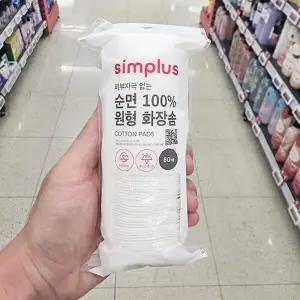 simplus
피부자극 없는
순면 100%
원형 화장솜
COTTON PADS
80매